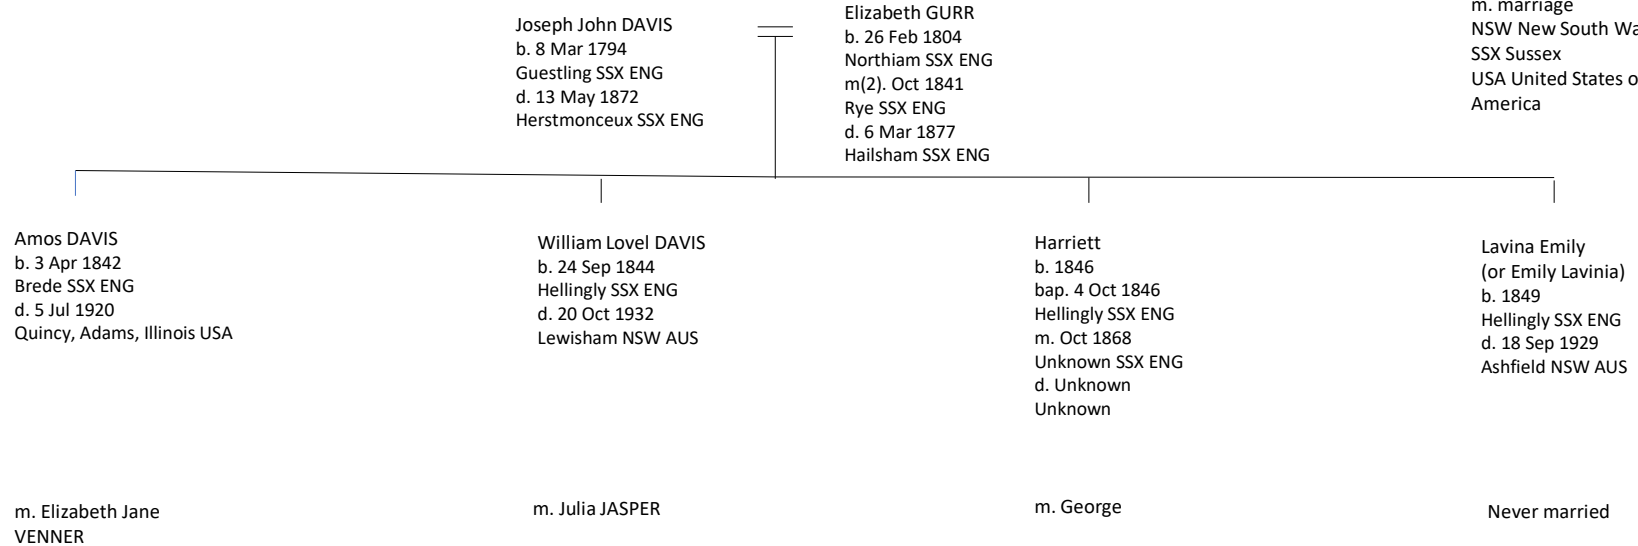 Joseph John DAVIS
b. 8 Mar 1794
Guestling SSX ENG
d. 13 May 1872
Herstmonceux SSX ENG
Elizabeth GURR
b. 26 Feb 1804
Northiam SSX ENG
m(2). Oct 1841
Rye SSX ENG
d. 6 Mar 1877
Hailsham SSX ENG
m. marriage
NSW New South
SSX Sussex
USA United States
America
Amos DAVIS
b. 3 Apr 1842
Brede SSX ENG
d. 5 Jul 1920
Quincy, Adams, Illinois USA
William Lovel DAVIS
b. 24 Sep 1844
Hellingly SSX ENG
d. 20 Oct 1932
Lewisham NSW AUS
Harriett
b. 1846
bap. 4 Oct 1846
Hellingly SSX ENG
m. Oct 1868
Unknown SSX ENG
d. Unknown
Unknown
Lavina Emily
(or Emily Lavinia)
b. 1849
Hellingly SSX ENG
d. 18 Sep 1929
Ashfield NSW AUS
m. Elizabeth Jane
VENNER
m. Julia JASPER
m. George
Never married